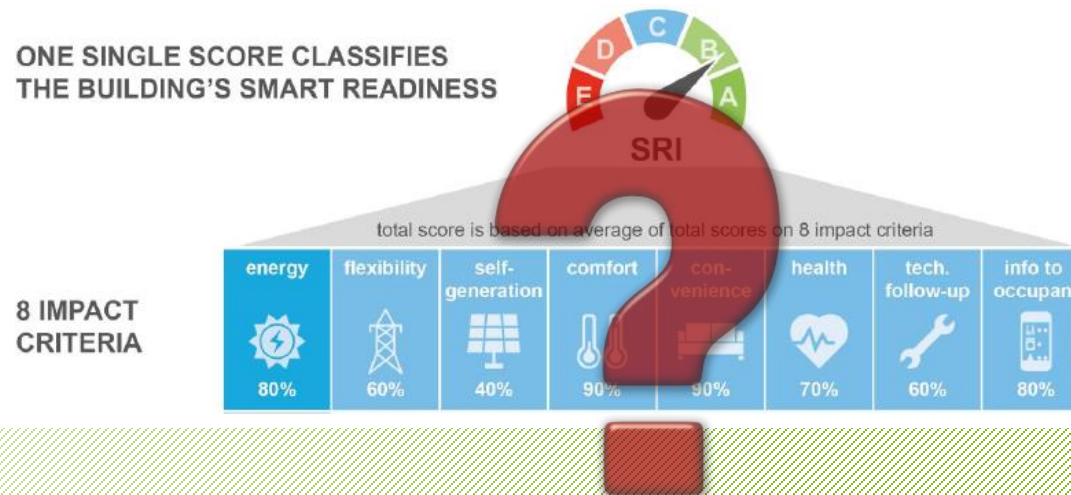 ONE SINGLE SCORE CLASSIFIES
THE BUILDING'S SMART READINESS
E D C B A
SRI
total score is based on average of total scores on 8 impact criteria
8 IMPACT
CRITERIA
energy flexibility self-generation comfort con-venience health tech. follow-up info to occupan
80% 60% 40% 90% 90% 70% 60% 80%
?